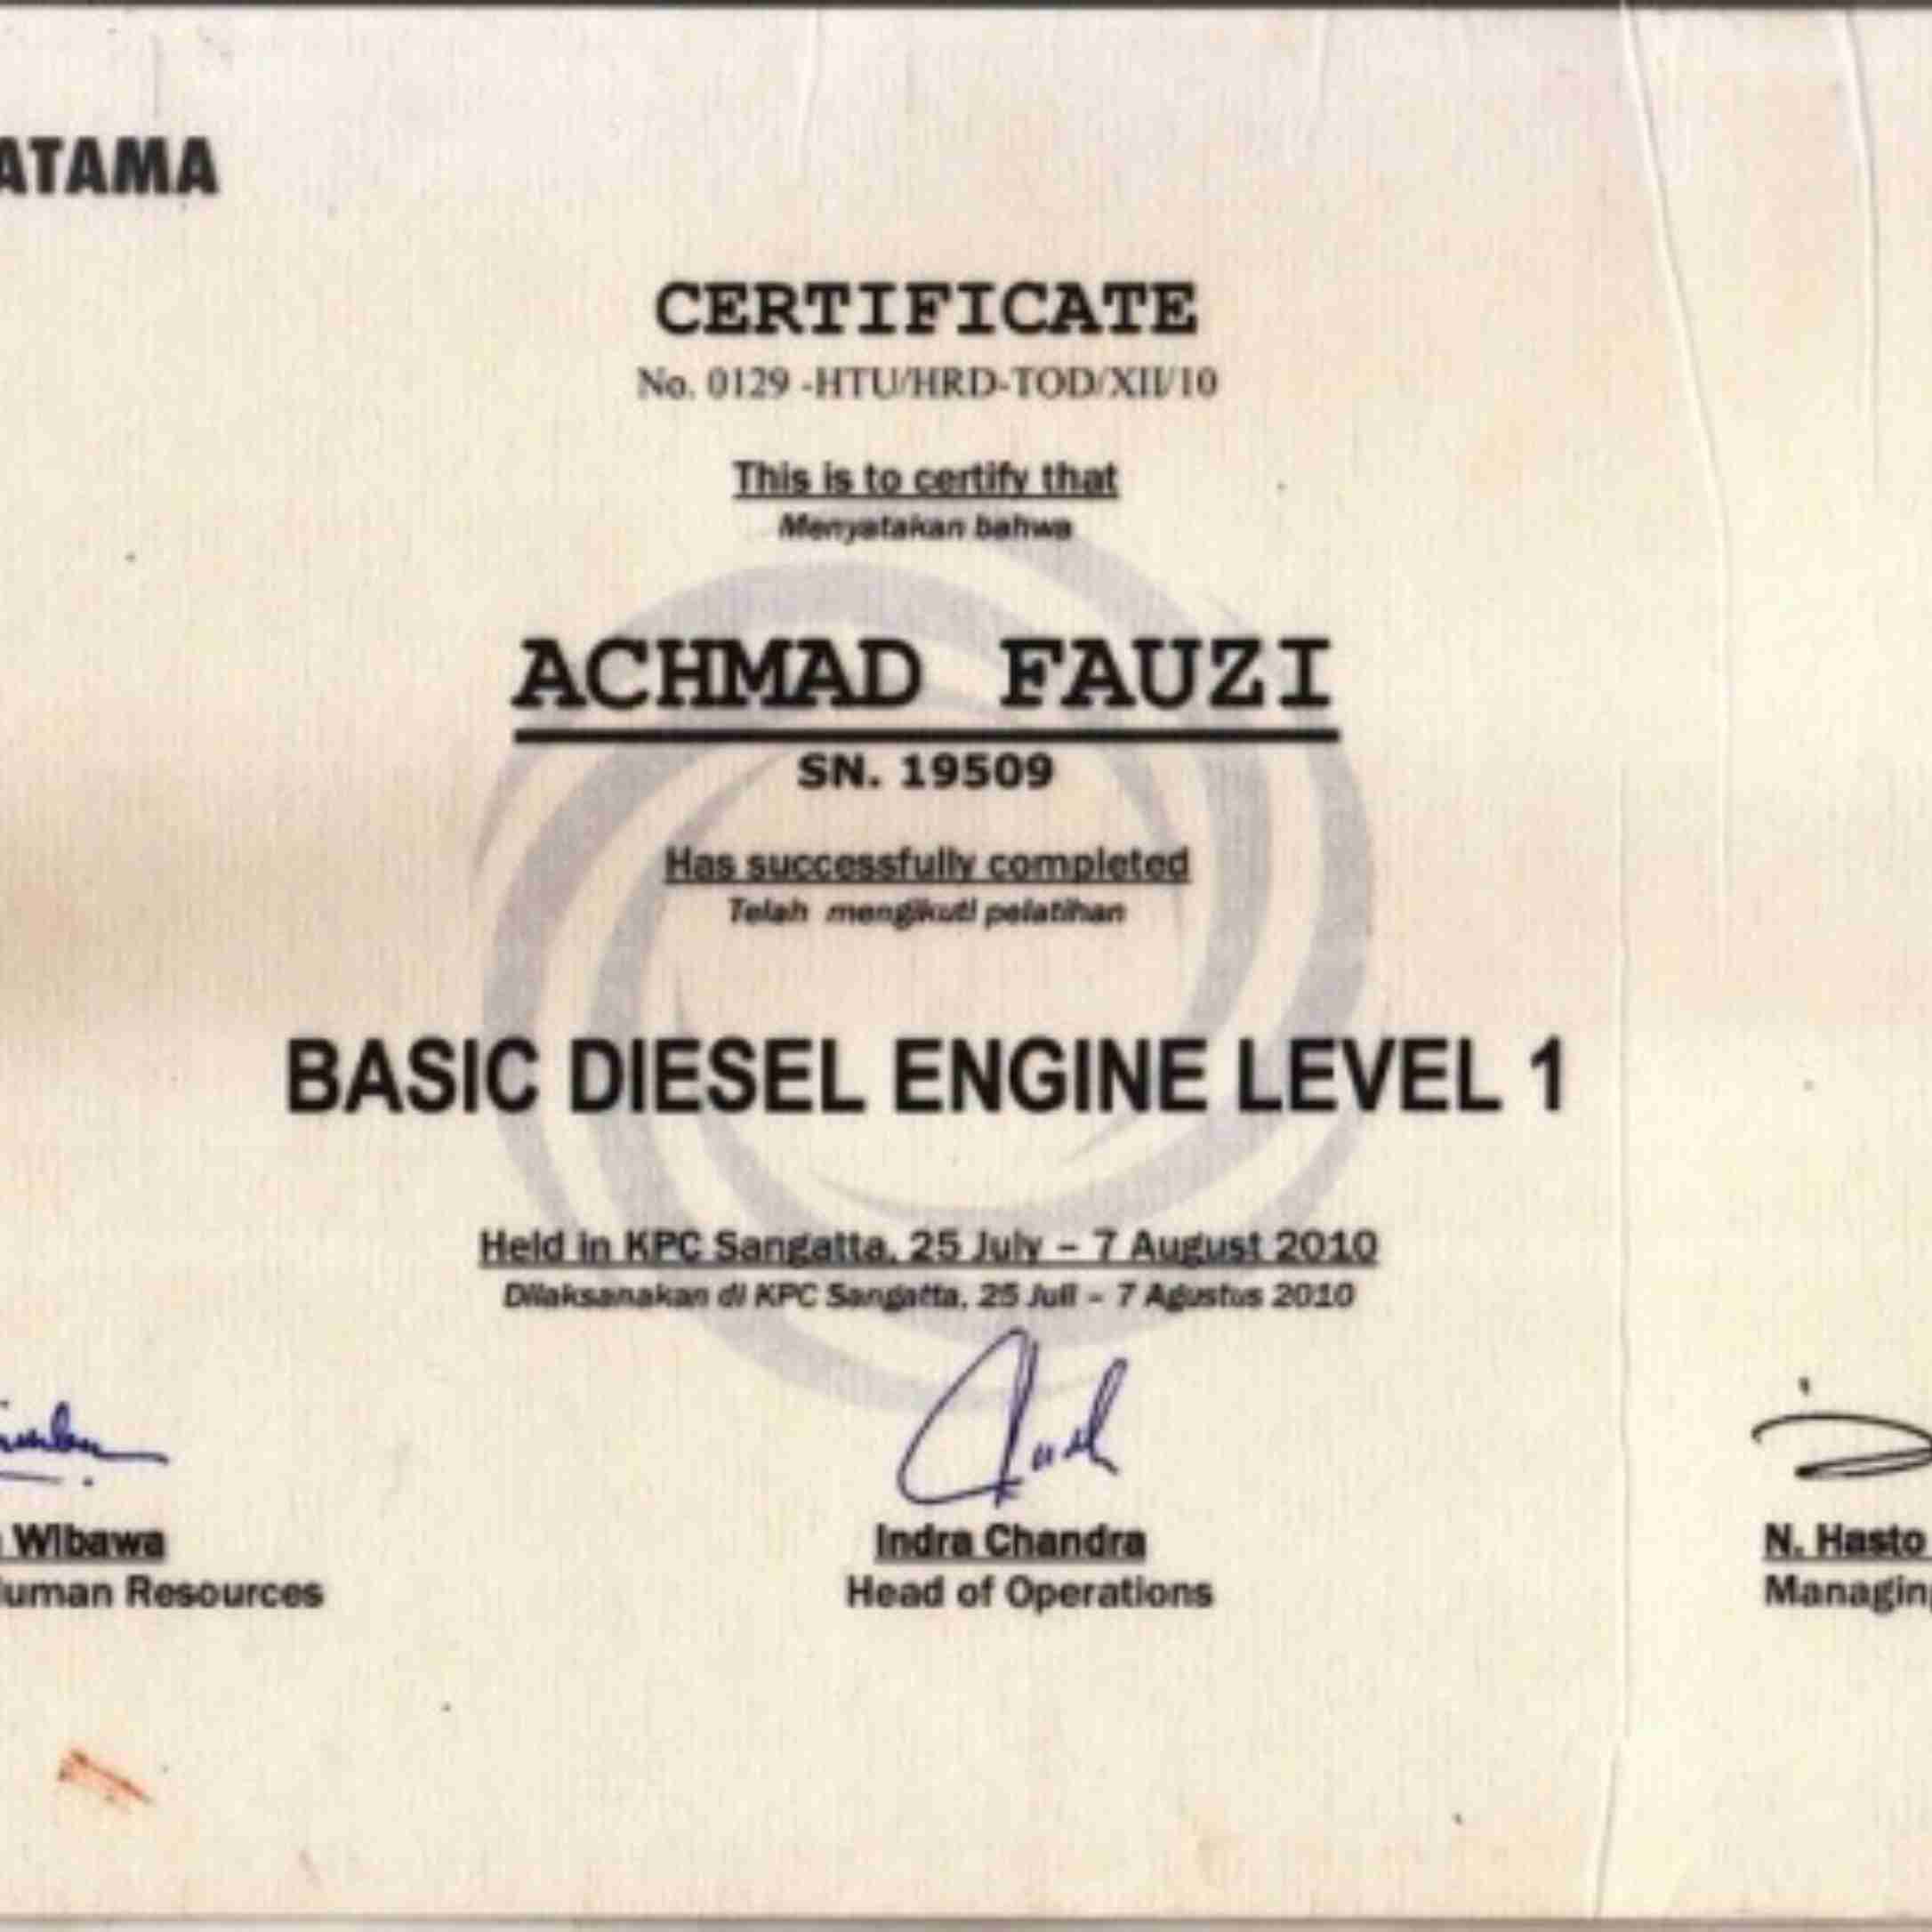 ATAMA
CERTIFICATE
No. 0129 -HTU/HRD-TOD/XII/10
This is to certify that
Menyatakan bahwa
ACHMAD FAUZI
SN. 19509
Has successfully completed
Telah mengikuti pelatihan
BASIC DIESEL ENGINE LEVEL 1
Held in KPC Sangatta, 25 July – 7 August 2010
Dilaksanakan di KPC Sangatta, 25 Juli – 7 Agustus 2010
Wibawa Indra Chandra N. Hasto
uman Resources Head of Operations Managin